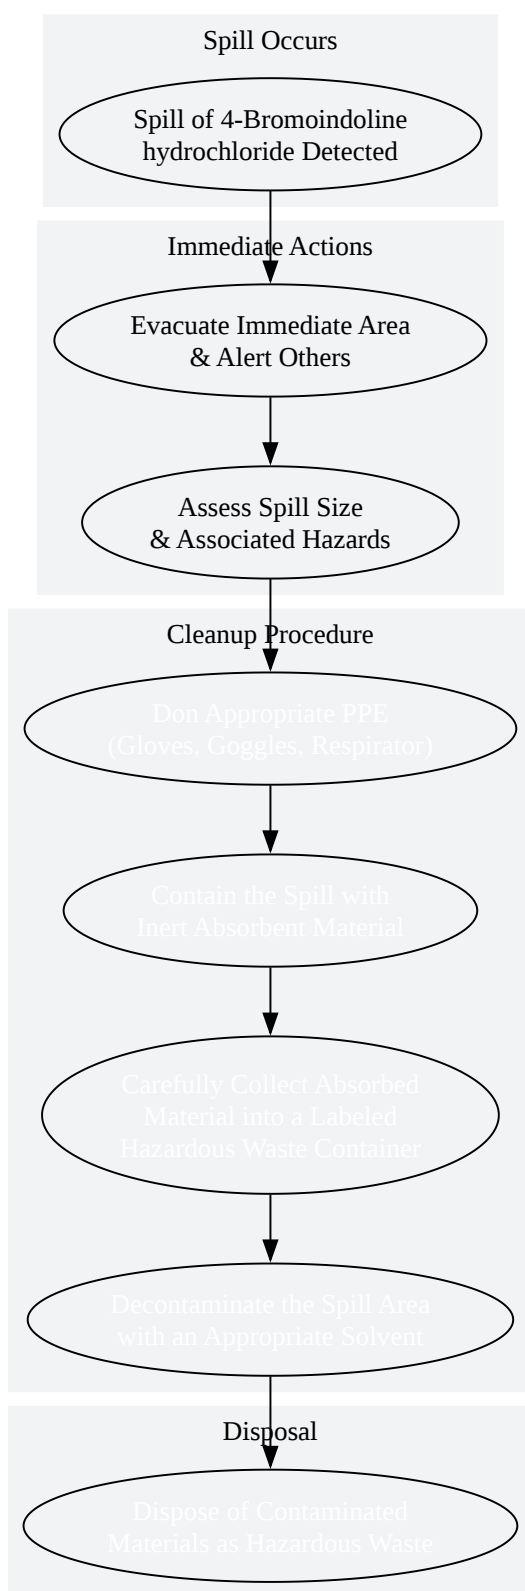 Spill Occurs
Spill of 4-Bromoindoline
hydrochloride Detected
Immediate Actions
Evacuate Immediate Area
& Alert Others
Assess Spill Size
& Associated Hazards
Cleanup Procedure
Don Appropriate PPE
(Gloves, Goggles, Respirator)
Contain the Spill with
Inert Absorbent Material
Carefully Collect Absorbed
Material into a Labeled
Hazardous Waste Container
Decontaminate the Spill Area
with an Appropriate Solvent
Disposal
Dispose of Contaminated
Materials as Hazardous Waste